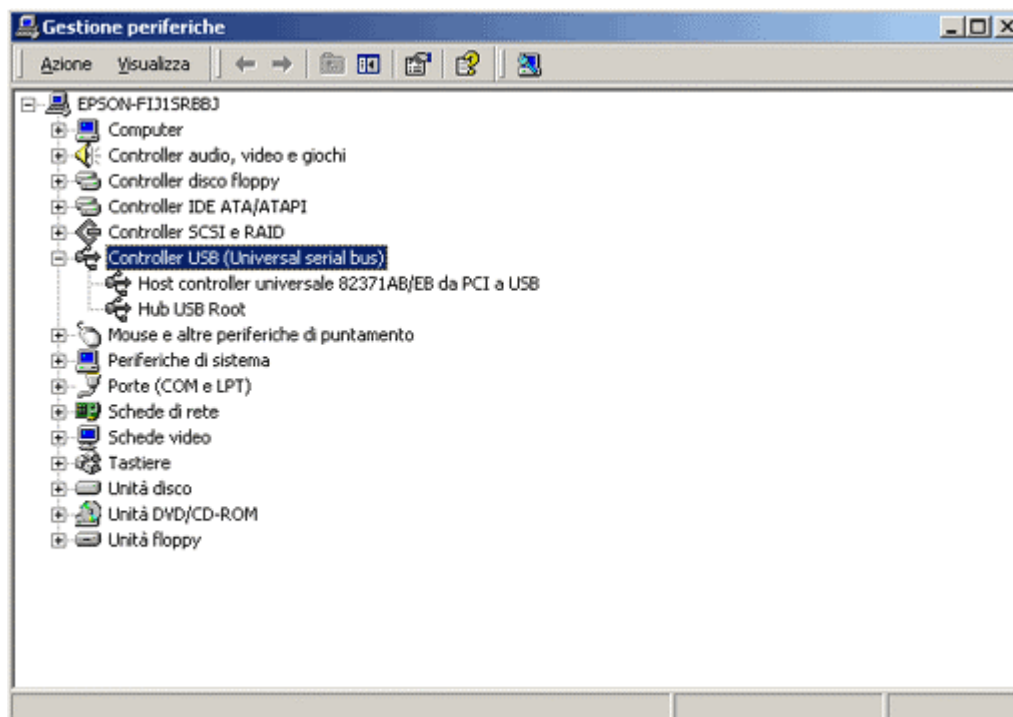 Gestione periferiche
Azione Visualizza
EPSON-FIJ1SRBBJ
Computer
Controller audio, video e giochi
Controller disco floppy
Controller IDE ATA/ATAPI
Controller SCSI e RAID
Controller USB (Universal serial bus)
Host controller universale 82371AB/EB da PCI a USB
Hub USB Root
Mouse e altre periferiche di puntamento
Periferiche di sistema
Porte (COM e LPT)
Schede di rete
Schede video
Tastiere
Unità disco
Unità DVD/CD-ROM
Unità floppy